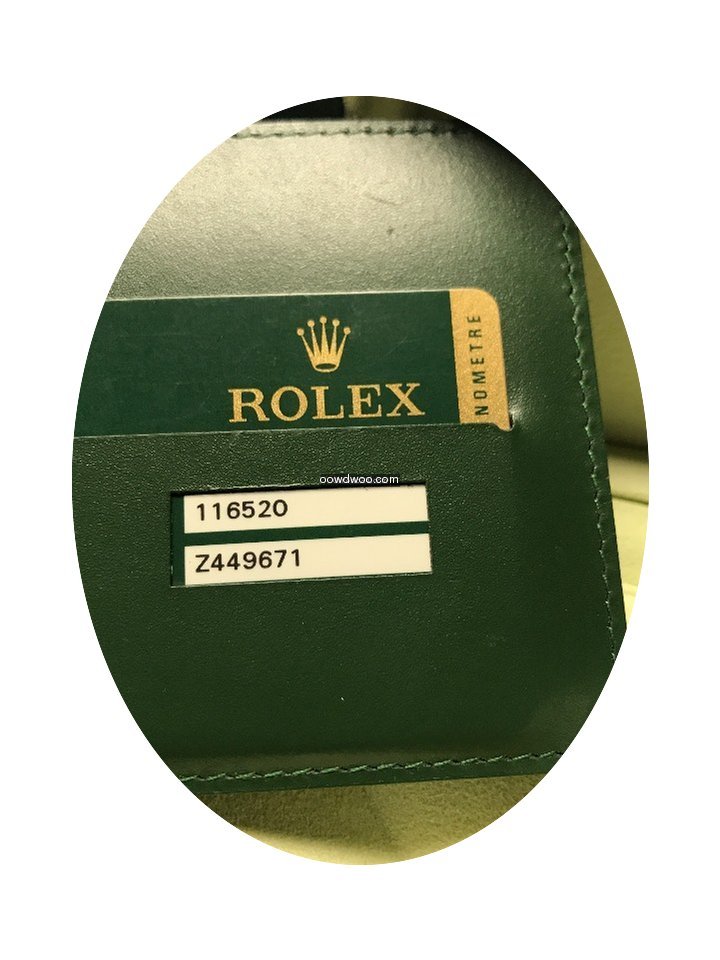 NOMETRE
ROLEX
oowdwoo.com
116520
Z449671